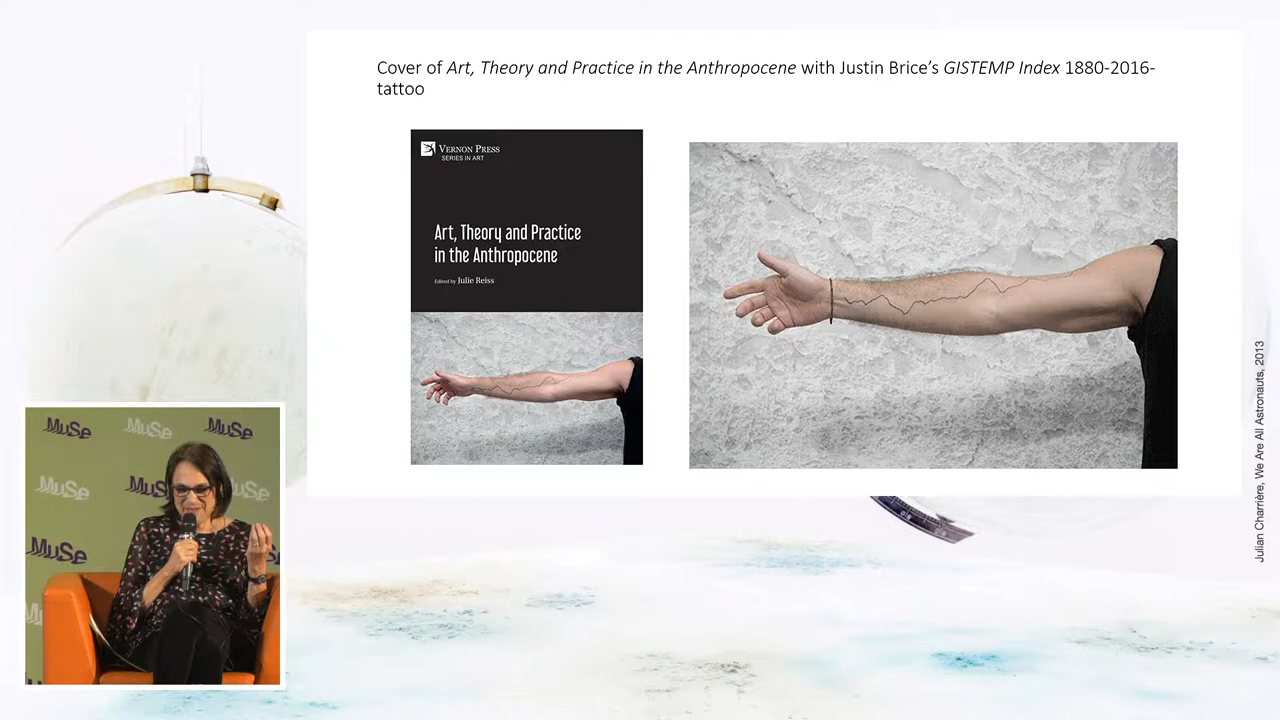 Cover of Art, Theory and Practice in the Anthropocene with Justin Brice’s GISTEMP Index 1880-2016-
tattoo
VERNON PRESS
SERIES IN ART
Art, Theory and Practice
in the Anthropocene
Edited by Julie Reiss
Julian Charrière, We Are All Astronauts, 2013
MuSe MuSe MuSe
MuSe MuSe MuSe
MuSe